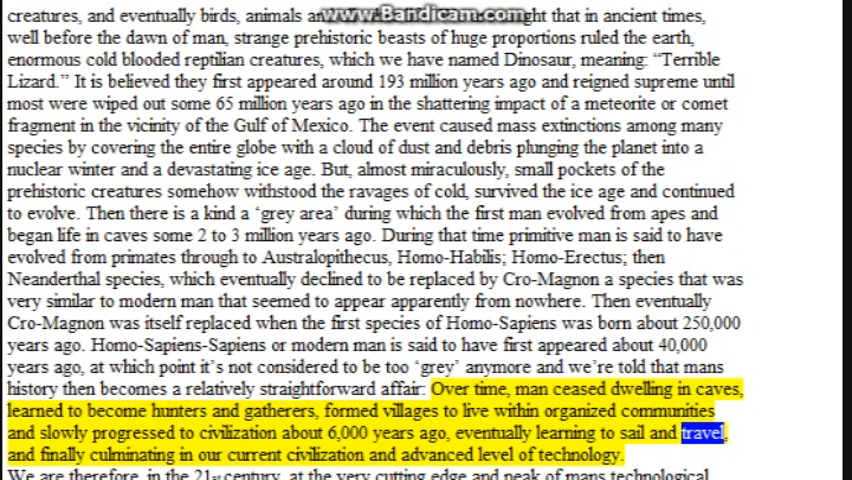 www.Bandicam.com
creatures, and eventually birds, animals that in ancient times,
well before the dawn of man, strange prehistoric beasts of huge proportions ruled the earth,
enormous cold blooded reptilian creatures, which we have named Dinosaur, meaning: “Terrible
Lizard.” It is believed they first appeared around 193 million years ago and reigned supreme until
most were wiped out some 65 million years ago in the shattering impact of a meteorite or comet
fragment in the vicinity of the Gulf of Mexico. The event caused mass extinctions among many
species by covering the entire globe with a cloud of dust and debris plunging the planet into a
nuclear winter and a devastating ice age. But, almost miraculously, small pockets of the
prehistoric creatures somehow withstood the ravages of cold, survived the ice age and continued
to evolve. Then there is a kind a ‘grey area’ during which the first man evolved from apes and
began life in caves some 2 to 3 million years ago. During that time primitive man is said to have
evolved from primates through to Australopithecus, Homo-Habilis; Homo-Erectus; then
Neanderthal species, which eventually declined to be replaced by Cro-Magnon a species that was
very similar to modern man that seemed to appear apparently from nowhere. Then eventually
Cro-Magnon was itself replaced when the first species of Homo-Sapiens was born about 250,000
years ago. Homo-Sapiens-Sapiens or modern man is said to have first appeared about 40,000
years ago, at which point it’s not considered to be too ‘grey’ anymore and we’re told that mans
history then becomes a relatively straightforward affair: Over time, man ceased dwelling in caves,
learned to become hunters and gatherers, formed villages to live within organized communities
and slowly progressed to civilization about 6,000 years ago, eventually learning to sail and travel,
and finally culminating in our current civilization and advanced level of technology.
We are therefore, in the 21st century, at the very cutting edge and peak of mans technological